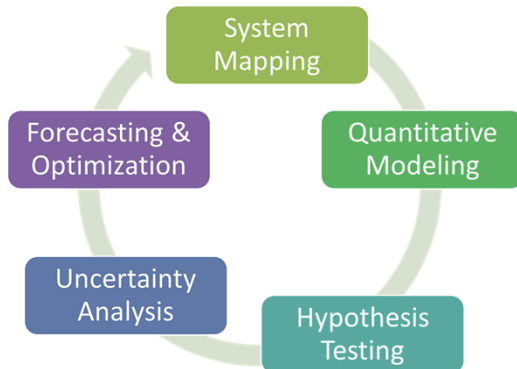 System
Mapping
Quantitative
Modeling
Hypothesis
Testing
Uncertainty
Analysis
Forecasting &
Optimization